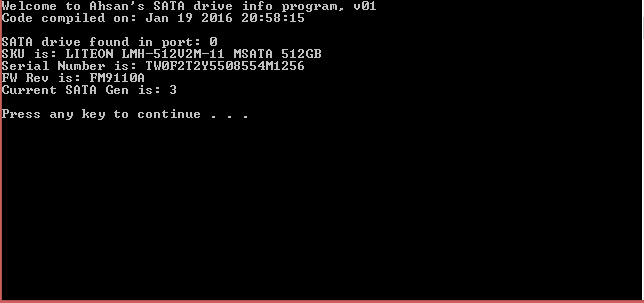 Welcome to Ahsan's SATA drive info program, v01
Code compiled on: Jan 19 2016 20:58:15
SATA drive found in port: 0
SKU is: LITEON LMH-512V2M-11 MSATA 512GB
Serial Number is: TW0F2T2Y5508554M1256
FW Rev is: FM9110A
Current SATA Gen is: 3
Press any key to continue . . .